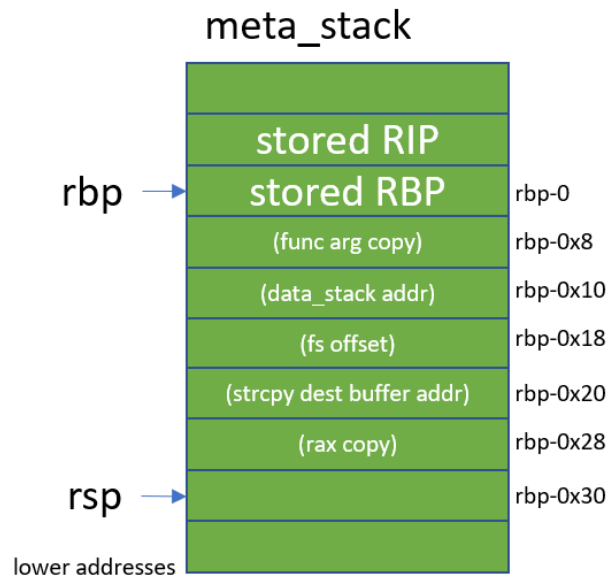 meta_stack
stored RIP
rbp
stored RBP
rbp-0
(func arg copy)
rbp-0x8
(data_stack addr)
rbp-0x10
(fs offset)
rbp-0x18
(strcpy dest buffer addr)
rbp-0x20
(rax copy)
rbp-0x28
rsp
rbp-0x30
lower addresses